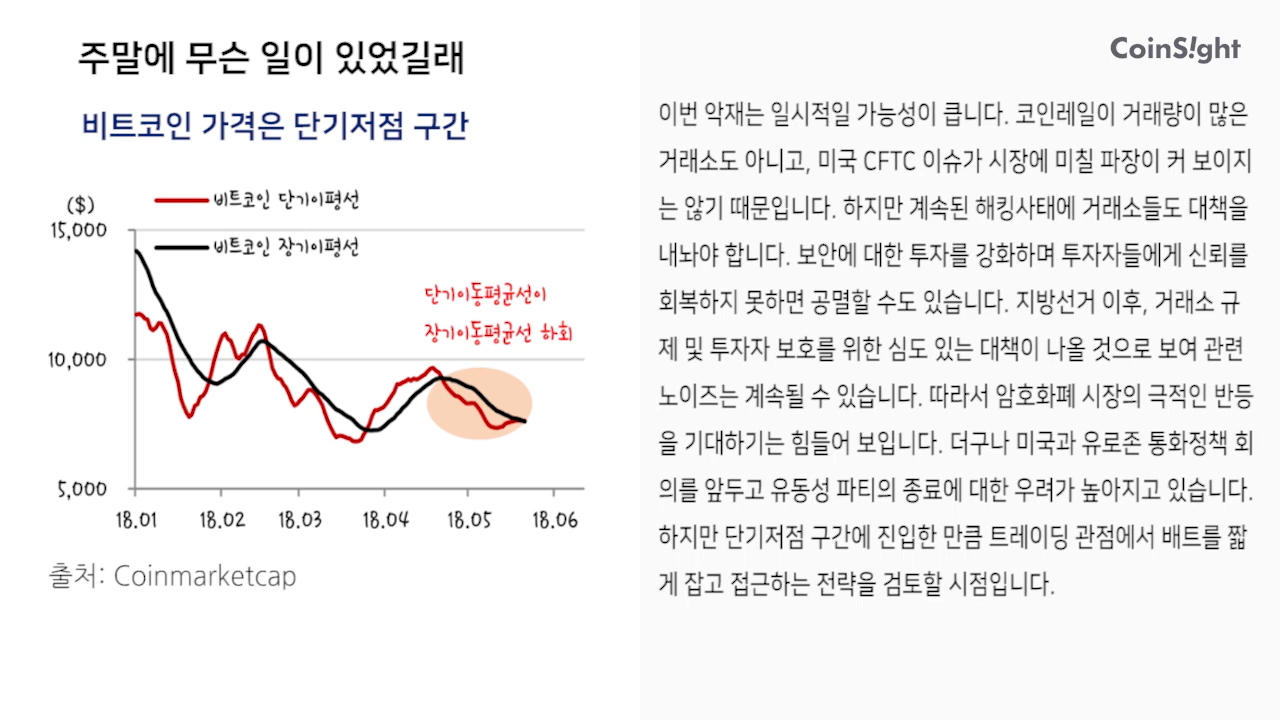 주말에 무슨 일이 있었길래
비트코인 가격은 단기저점 구간
($)
비트코인 단기이평선
15,000
비트코인 장기이평선
단기이동평균선이
장기이동평균선 하회
10,000
5,000
18.01 18.02 18.03 18.04 18.05 18.06
출처: Coinmarketcap
CoinS!ght
이번 악재는 일시적일 가능성이 큽니다. 코인레일이 거래량이 많은
거래소도 아니고, 미국 CFTC 이슈가 시장에 미칠 파장이 커 보이지
는 않기 때문입니다. 하지만 계속된 해킹사태에 거래소들도 대책을
내놔야 합니다. 보안에 대한 투자를 강화하며 투자자들에게 신뢰를
회복하지 못하면 공멸할 수도 있습니다. 지방선거 이후, 거래소 규
제 및 투자자 보호를 위한 심도 있는 대책이 나올 것으로 보여 관련
노이즈는 계속될 수 있습니다. 따라서 암호화폐 시장의 극적인 반등
을 기대하기는 힘들어 보입니다. 더구나 미국과 유로존 통화정책 회
의를 앞두고 유동성 파티의 종료에 대한 우려가 높아지고 있습니다.
하지만 단기저점 구간에 진입한 만큼 트레이딩 관점에서 배트를 짧
게 잡고 접근하는 전략을 검토할 시점입니다.